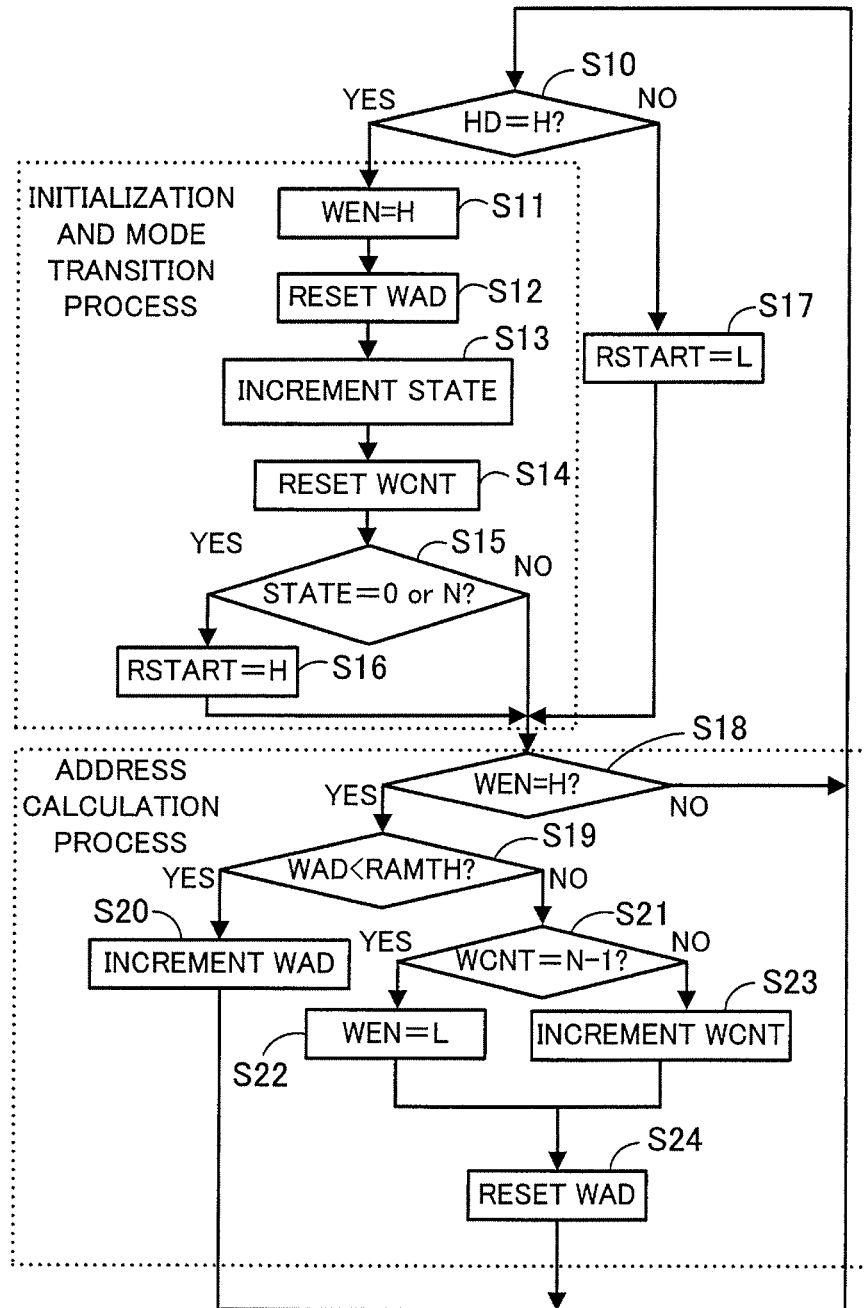 S10
YES
NO
HD=H?
INITIALIZATION
AND MODE
TRANSITION
PROCESS
WEN=H
S11
RESET WAD
S12
S13
INCREMENT STATE
S17
RSTART=L
RESET WCNT
S14
YES
S15
NO
STATE=0 or N?
RSTART=H
S16
S18
ADDRESS
CALCULATION
PROCESS
WEN=H?
YES
NO
S19
WAD<RAMTH?
YES
NO
S20
INCREMENT WAD
S21
YES
NO
WCNT=N-1?
S23
WEN=L
INCREMENT WCNT
S22
S24
RESET WAD